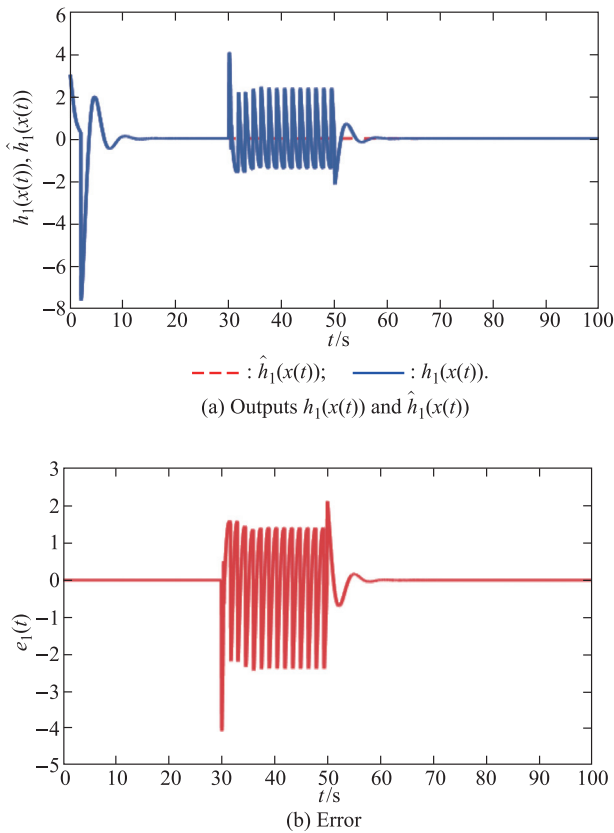 6
4
2
0
−2
−4
−6
−8
h₁(x(t)), ĥ₁(x(t))
0 10 20 30 40 50 60 70 80 90 100
t/s
: ĥ₁(x(t)); : h₁(x(t)).
(a) Outputs h₁(x(t)) and ĥ₁(x(t))
3
2
1
0
-1
-2
-3
-4
-5
e₁(t)
0 10 20 30 40 50 60 70 80 90 100
t/s
(b) Error